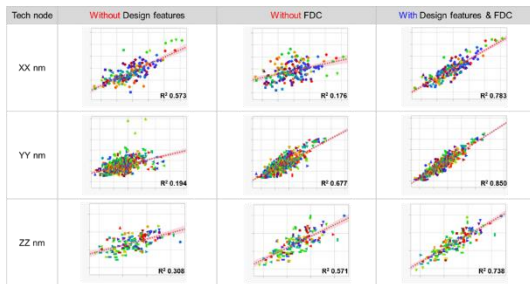 Tech node
Without Design features
Without FDC
With Design features & FDC
XX nm
R² 0.573
R² 0.176
R² 0.783
YY nm
R² 0.194
R² 0.677
R² 0.850
ZZ nm
R² 0.308
R² 0.571
R² 0.738